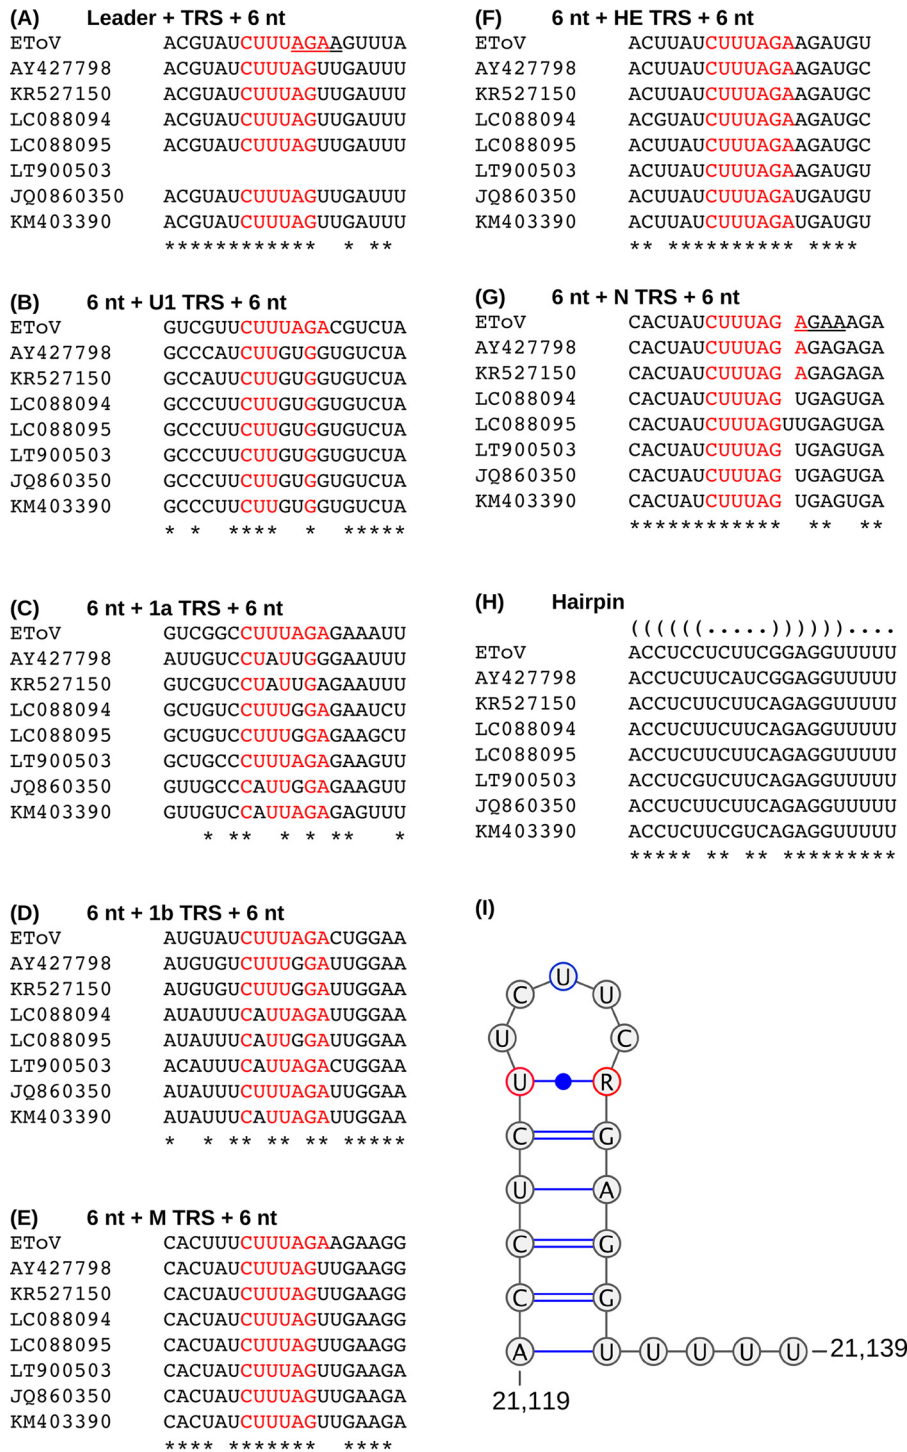 (A) Leader + TRS + 6 nt
EToV ACGUAUCUUUAGAAGUUUA
AY427798 ACGUAUCUUUAGUUGAUUU
KR527150 ACGUAUCUUUAGUUGAUUU
LC088094 ACGUAUCUUUAGUUGAUUU
LC088095 ACGUAUCUUUAGUUGAUUU
LT900503
JQ0860350 ACGUAUCUUUAGUUGAUUU
KM403390 ACGUAUCUUUAGUUGAUUU
************  * **
(B) 6 nt + U1 TRS + 6 nt
EToV GUCGUUCUUUAGACGUCUA
AY427798 GCCCAUCUUGUGGUGUCUA
KR527150 GCCAUUCUUGUGGUGUCUA
LC088094 GCCCUUCUUGUGGUGUCUA
LC088095 GCCCUUCUUGUGGUGUCUA
LT900503 GCCCUUCUUGUGGUGUCUA
JQ860350 GCCCUUCUUGUGGUGUCUA
KM403390 GCCCUUCUUGUGGUGUCUA
* *  ****  *  *****
(C) 6 nt + 1a TRS + 6 nt
EToV GUCGGCCUUUAGAGAAAUU
AY427798 AUUGUCCUAUUGGGAAUUU
KR527150 GUCGUCCUAUUGAGAAUUU
LC088094 GCUGUCCUUUGGAGAAUCU
LC088095 GCUGUCCUUUGGAGAAGCU
LT900503 GCUGCCCUUUAGAGAAGUU
JQ860350 GUUGCCCAUUGGAGAAGUU
KM403390 GUUGUCCAUUAGAGAGUUU
* **  * * **   *
(D) 6 nt + 1b TRS + 6 nt
EToV AUGUAUCUUUAGACUGGAA
AY427798 AUGUGUCUUUGGAUUGGAA
KR527150 AUGUGUCUUUGGAUUGGAA
LC088094 AUAUUUCAUUAGAUUGGAA
LC088095 AUAUUUCAUUGGAUUGGAA
LT900503 ACAUUUCAUUAGACUGGAA
JQ860350 AUAUUUCUUUAGAUUGGAA
KM403390 AUAUUUCAUUAGAUUGGAA
*  * ** ** ** *****
(E) 6 nt + M TRS + 6 nt
EToV CACUUUCUUUAGAAGAAGG
AY427798 CACUAUCUUUAGUUGAAGG
KR527150 CACUAUCUUUAGUUGAAGG
LC088094 CACUAUCUUUAGUUGAAGG
LC088095 CACUAUCUUUAGUUGAAGG
LT900503 CACUAUCUUUAGUUGAAGA
JQ860350 CACUAUCUUUAGUUGAAGA
KM403390 CACUAUCUUUAGUUGAAGA
**** *******  ****
(F) 6 nt + HE TRS + 6 nt
EToV ACUUAUCUUUAGAAGAUGU
AY427798 ACUUAUCUUUAGAAGAUGC
KR527150 ACUUAUCUUUAGAAGAUGC
LC088094 ACGUAUCUUUAGAAGAUGC
LC088095 ACUUAUCUUUAGAAGAUGC
LT900503 ACUUAUCUUUAGAAGAUGU
JQ860350 ACUUAUCUUUAGAUGAUGU
KM403390 ACUUAUCUUUAGAUGAUGU
** ********** ****
(G) 6 nt + N TRS + 6 nt
EToV CACUAUCUUUAG AGAAAGA
AY427798 CACUAUCUUUAG AGAGAGA
KR527150 CACUAUCUUUAG AGAGAGA
LC088094 CACUAUCUUUAG UGAGUGA
LC088095 CACUAUCUUUAGUUGAGUGA
LT900503 CACUAUCUUUAG UGAGUGA
JQ860350 CACUAUCUUUAG UGAGUGA
KM403390 CACUAUCUUUAG UGAGUGA
************  **  **
(H) Hairpin
((((((.....))))))....
EToV ACCUCCUCUUCGGAGGUUUUU
AY427798 ACCUCUUCAUCGGAGGUUUUU
KR527150 ACCUCUUCUUCAGAGGUUUUU
LC088094 ACCUCUUCUUCAGAGGUUUUU
LC088095 ACCUCUUCUUCAGAGGUUUUU
LT900503 ACCUCGUCUUCAGAGGUUUUU
JQ860350 ACCUCUUCUUCAGAGGUUUUU
KM403390 ACCUCUUCGUCAGAGGUUUUU
***** ** ** *********
(I)
U
C U
U C
U R
C G
U A
C G
C G
A U U U U U 21,139
21,119